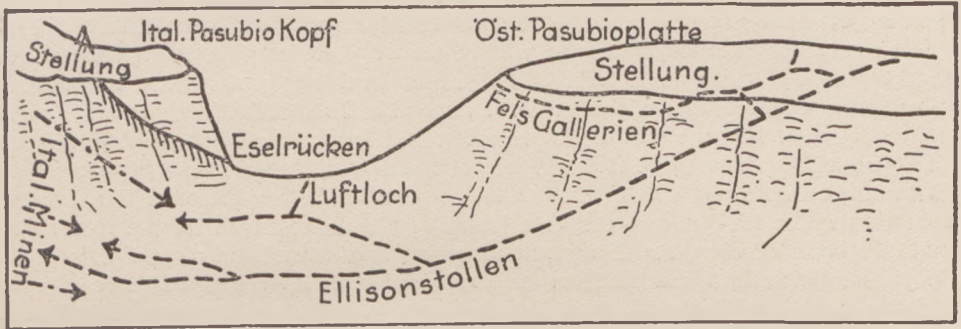 Ital. Pasubio Kopf
Öst. Pasubioplatte
Stellung
Stellung.
Fels Gallerien
Eselrücken
Luftloch
Ital. Minen
Ellisonstollen